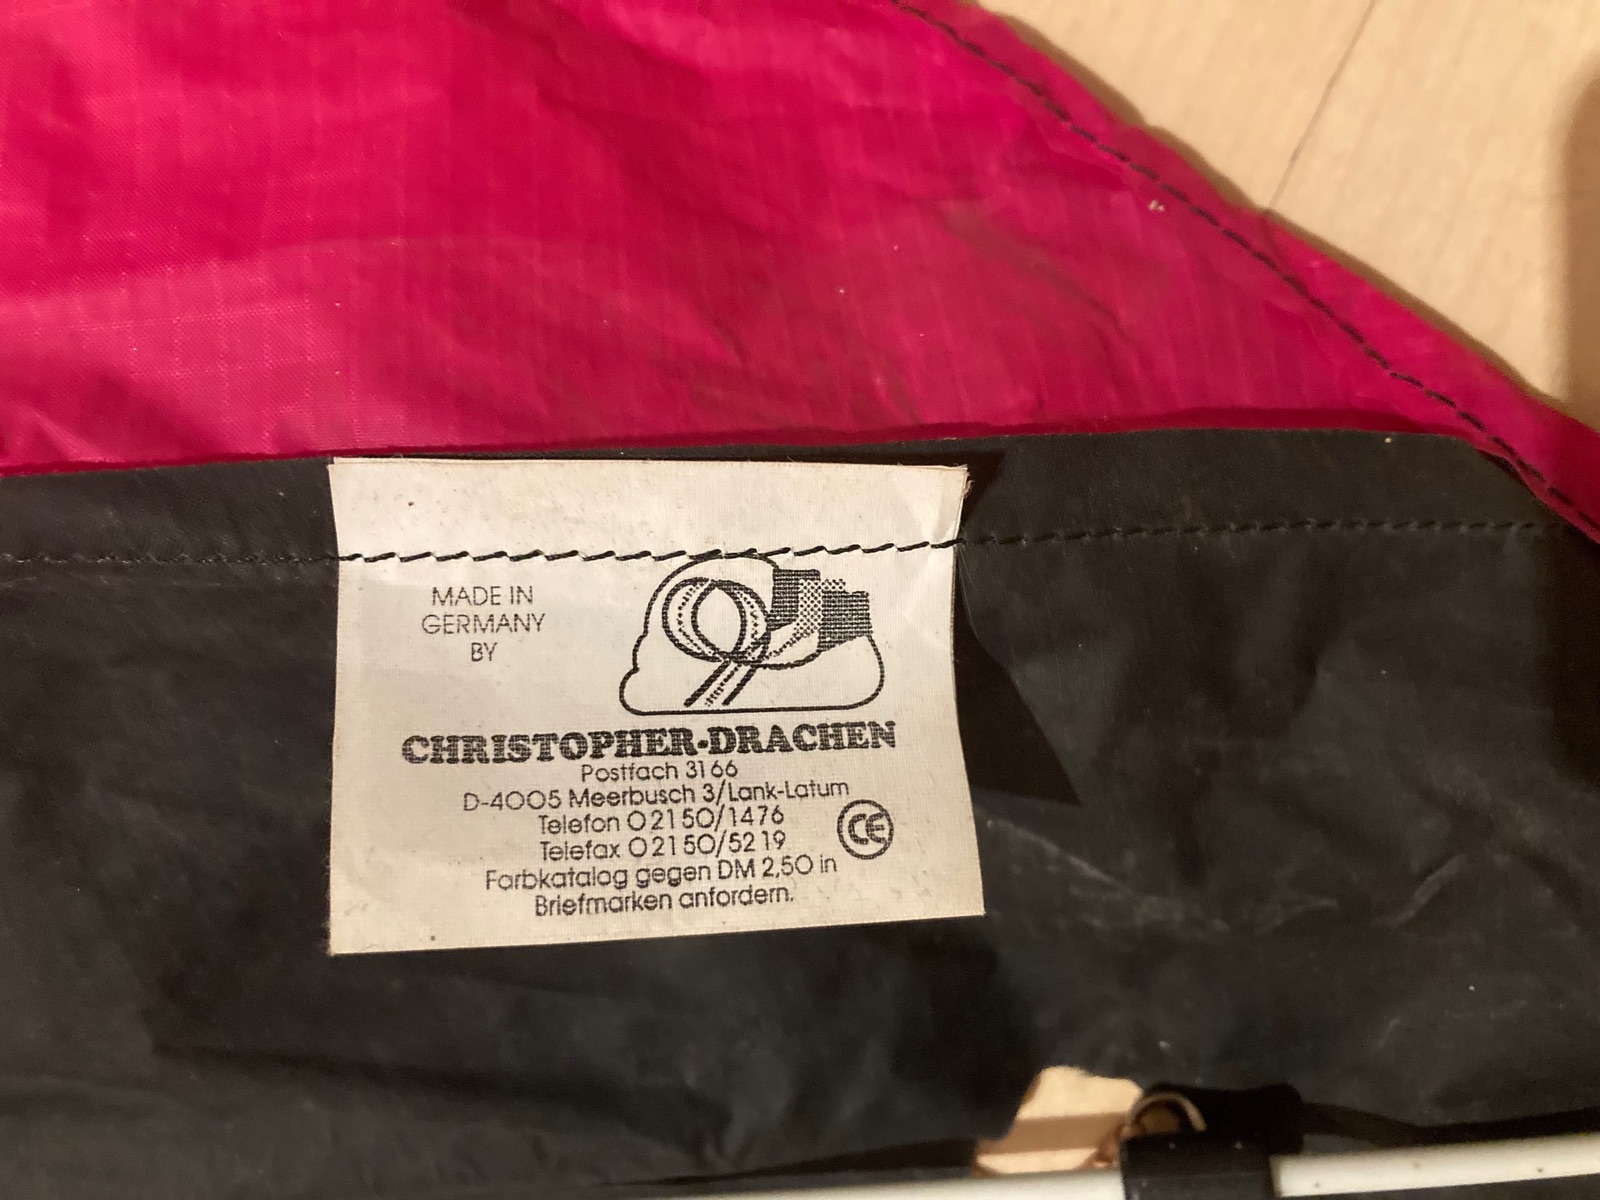 MADE IN
GERMANY
BY
CHRISTOPHER-DRACHEN
Postfach 3166
D-4005 Meerbusch 3/Lank-Latum
Telefon 02150/1476
Telefax 02150/5219
CE
Farbkatalog gegen DM 2,50 in
Briefmarken anfordern.